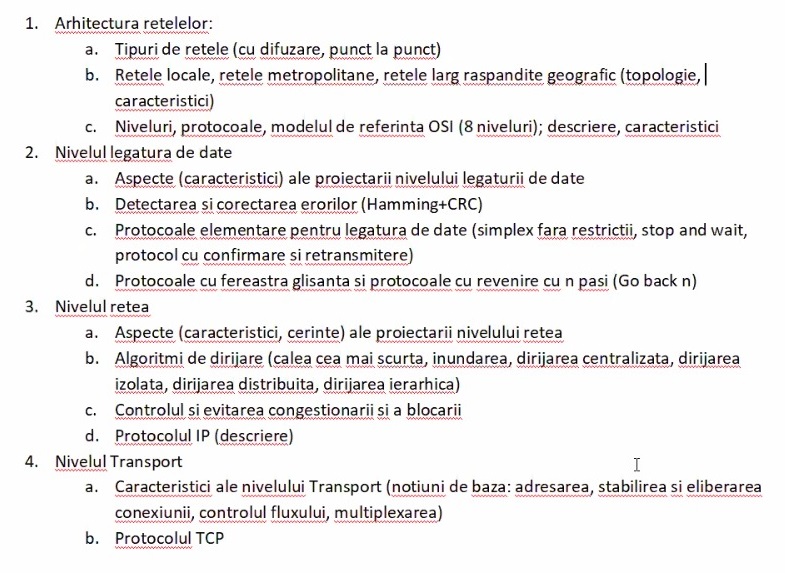 1. Arhitectura retelelor:
a. Tipuri de retele (cu difuzare, punct la punct)
b. Retele locale, retele metropolitane, retele larg raspandite geografic (topologie,
caracteristici)
c. Niveluri, protocoale, modelul de referinta OSI (8 niveluri); descriere, caracteristici
2. Nivelul legatura de date
a. Aspecte (caracteristici) ale proiectarii nivelului legaturii de date
b. Detectarea si corectarea erorilor (Hamming+CRC)
c. Protocoale elementare pentru legatura de date (simplex fara restrictii, stop and wait,
protocol cu confirmare si retransmitere)
d. Protocoale cu fereastra glisanta si protocoale cu revenire cu n pasi (Go back n)
3. Nivelul retea
a. Aspecte (caracteristici, cerinte) ale proiectarii nivelului retea
b. Algoritmi de dirijare (calea cea mai scurta, inundarea, dirijarea centralizata, dirijarea
izolata, dirijarea distribuita, dirijarea ierarhica)
c. Controlul si evitarea congestionarii si a blocarii
d. Protocolul IP (descriere)
4. Nivelul Transport
a. Caracteristici ale nivelului Transport (notiuni de baza: adresarea, stabilirea si eliberarea
conexiunii, controlul fluxului, multiplexarea)
b. Protocolul TCP